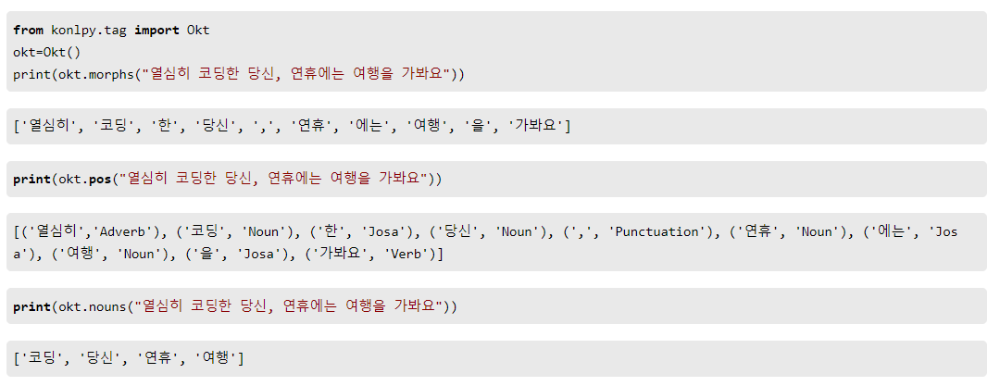 from konlpy.tag import Okt
okt=Okt()
print(okt.morphs("열심히 코딩한 당신, 연휴에는 여행을 가봐요"))
['열심히', '코딩', '한', '당신', ',', '연휴', '에는', '여행', '을', '가봐요']
print(okt.pos("열심히 코딩한 당신, 연휴에는 여행을 가봐요"))
[('열심히','Adverb'), ('코딩', 'Noun'), ('한', 'Josa'), ('당신', 'Noun'), (',', 'Punctuation'), ('연휴', 'Noun'), ('에는', 'Jos
a'), ('여행', 'Noun'), ('을', 'Josa'), ('가봐요', 'Verb')]
print(okt.nouns("열심히 코딩한 당신, 연휴에는 여행을 가봐요"))
['코딩', '당신', '연휴', '여행']